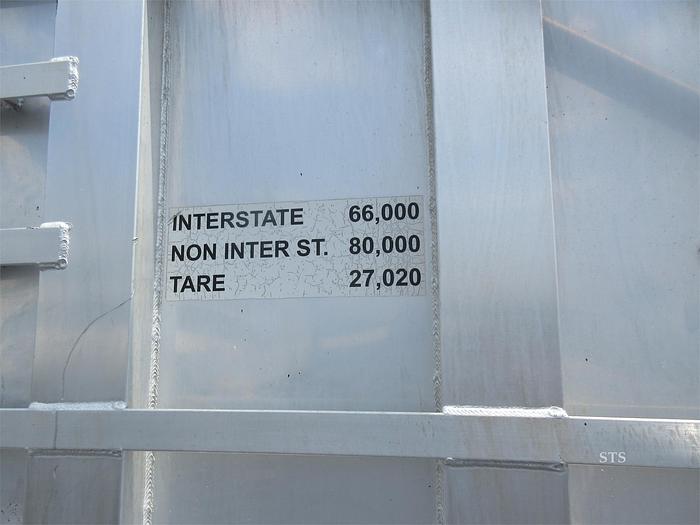 INTERSTATE 66,000
NON INTER ST. 80,000
TARE 27,020
STS